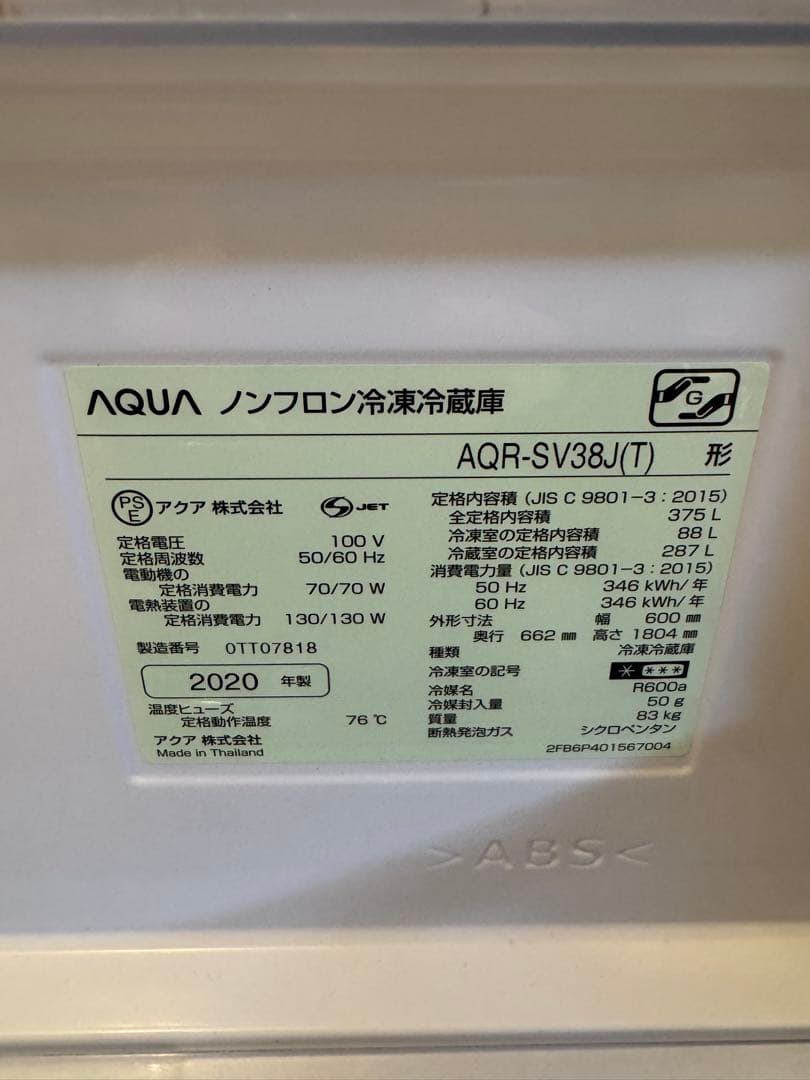 AQUA ノンフロン冷凍冷蔵庫
G
AQR-SV38J(T) 形
PSE アクア 株式会社 S JET
定格電圧 100 V
定格周波数 50/60 Hz
電動機の
定格消費電力 70/70 W
電熱装置の
定格消費電力 130/130 W
製造番号 0TT07818
2020 年製
温度ヒューズ
定格動作温度 76 ℃
アクア 株式会社
Made in Thailand
定格内容積 (JIS C 9801-3 : 2015)
全定格内容積 375 L
冷凍室の定格内容積 88 L
冷蔵室の定格内容積 287 L
消費電力量 (JIS C 9801-3 : 2015)
50 Hz 346 kWh/年
60 Hz 346 kWh/年
外形寸法 幅 600 ㎜
奥行 662 ㎜ 高さ 1804 ㎜
種類 冷凍冷蔵庫
冷凍室の記号 * ***
冷媒名 R600a
冷媒封入量 50 g
質量 83 kg
断熱発泡ガス シクロペンタン
2FB6P401567004
>ABS<